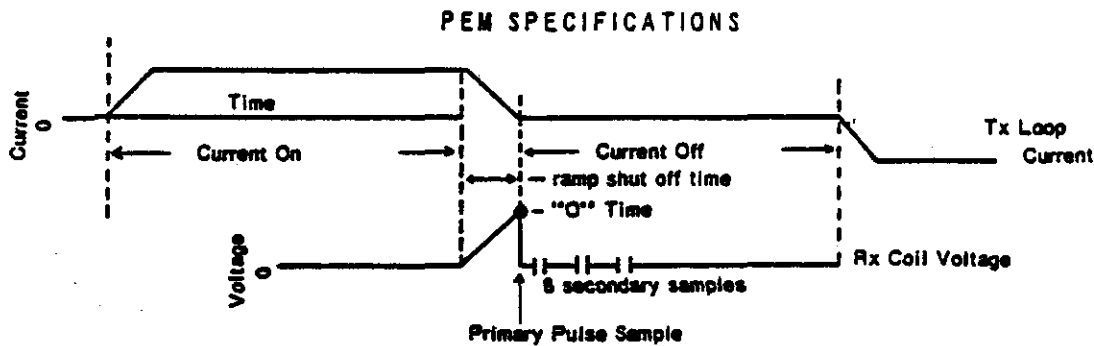 PEM SPECIFICATIONS
Current
0
Time
Current On
Current Off
Tx Loop
Current
ramp shut off time
"O" Time
Voltage
0
Rx Coil Voltage
8 secondary samples
Primary Pulse Sample